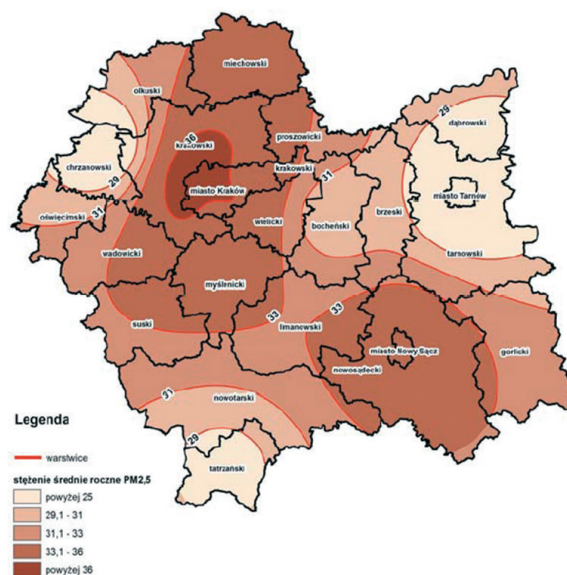 miechowski
olkuski
29
dąbrowski
36
krakowski
proszowicki
chrzanowski
krakowski
29
31
miasto Kraków
miasto Tarnów
oświęcimski
31
bocheński
brzeski
wielicki
wadowicki
tarnowski
myślenicki
33
33
suski
limanowski
miasto Nowy Sącz
gorlicki
nowosądecki
31
nowotarski
29
tatrzański
Legenda
warstwice
stężenie średnie roczne PM2,5
powyżej 25
29,1 - 31
31,1 - 33
33,1 - 36
powyżej 36